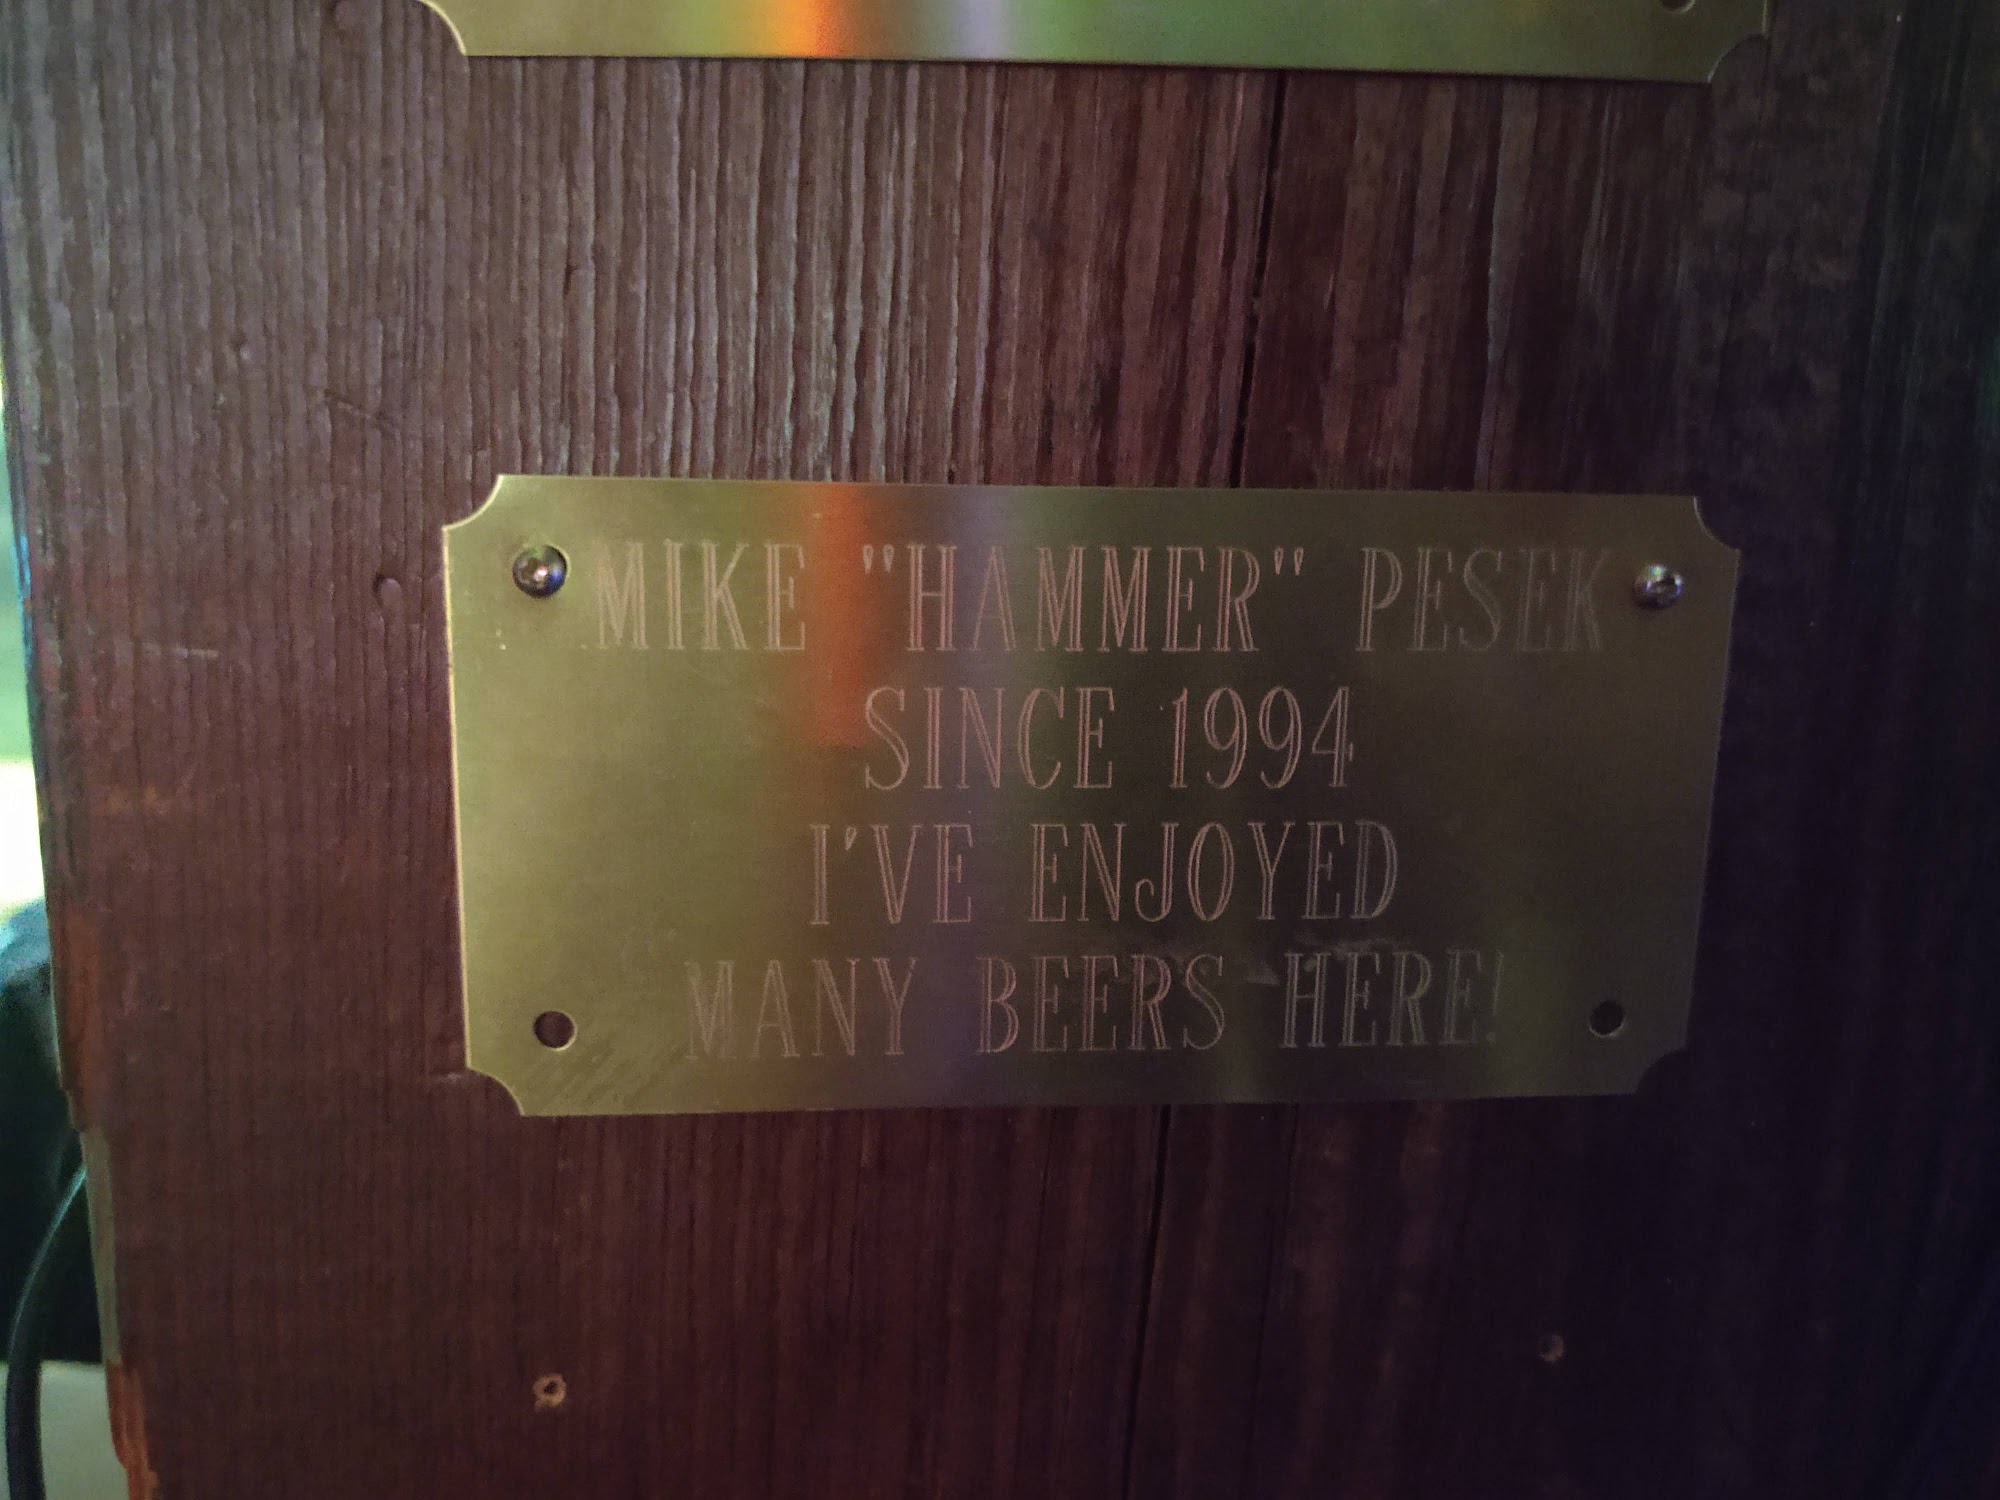 MIKE "HAMMER" PESEK
SINCE 1994
I'VE ENJOYED
MANY BEERS HERE!